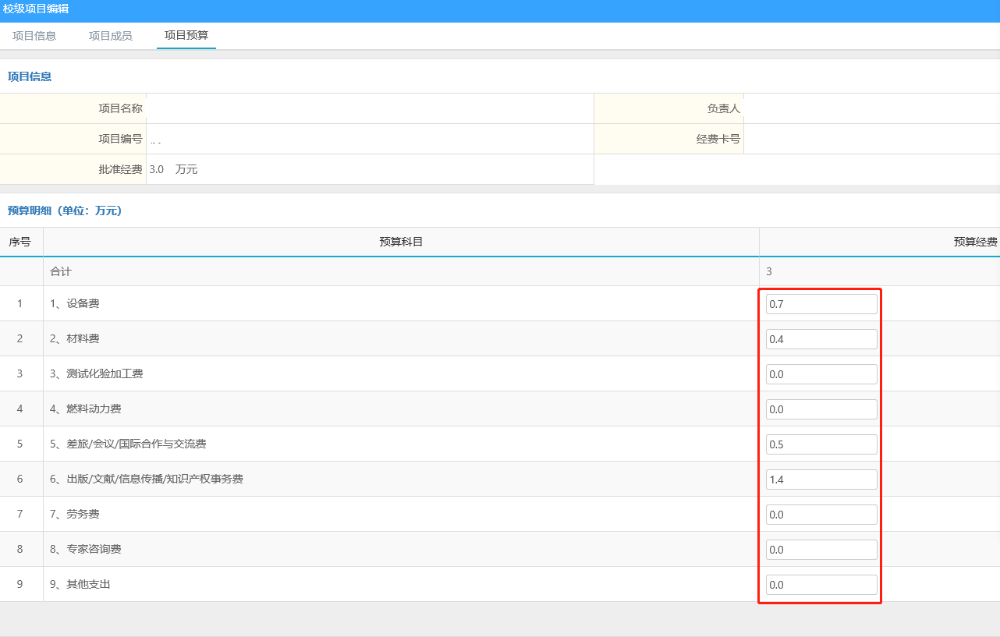 校级项目编辑
项目信息 项目成员 项目预算
项目信息
项目名称 负责人
项目编号 经费卡号
批准经费 3.0 万元
预算明细（单位：万元）
序号 预算科目 预算经费
合计 3
1 1、设备费 0.7
2 2、材料费 0.4
3 3、测试化验加工费 0.0
4 4、燃料动力费 0.0
5 5、差旅/会议/国际合作与交流费 0.5
6 6、出版/文献/信息传播/知识产权事务费 1.4
7 7、劳务费 0.0
8 8、专家咨询费 0.0
9 9、其他支出 0.0